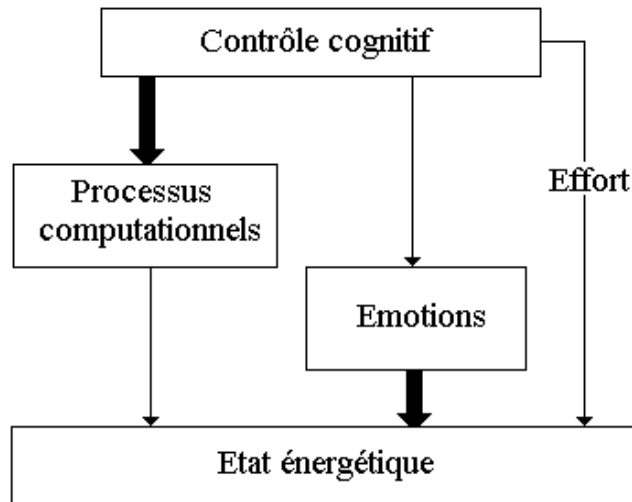 Contrôle cognitif
Processus
computationnels
Effort
Emotions
Etat énergétique